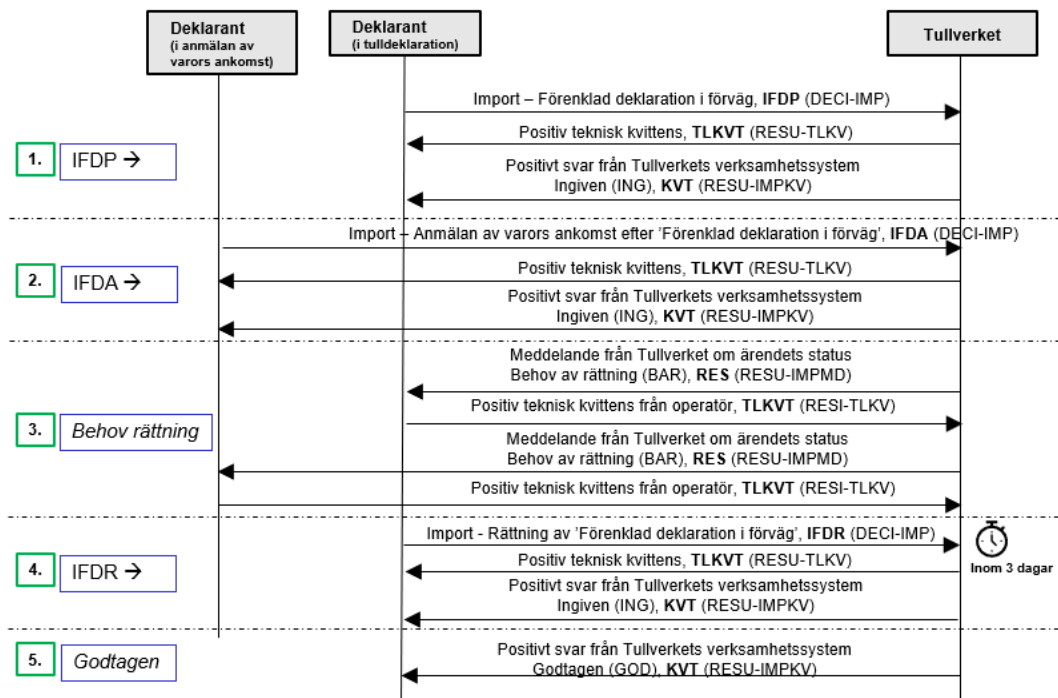 Deklarant
(i anmälan av
varors ankomst)
Deklarant
(i tulldeklaration)
Tullverket
Import – Förenklad deklaration i förväg, IFDP (DECI-IMP)
Positiv teknisk kvittens, TLKVT (RESU-TLKV)
1.
IFDP →
Positivt svar från Tullverkets verksamhetssystem
Ingiven (ING), KVT (RESU-IMPKV)
Import – Anmälan av varors ankomst efter 'Förenklad deklaration i förväg', IFDA (DECI-IMP)
Positiv teknisk kvittens, TLKVT (RESU-TLKV)
2.
IFDA →
Positivt svar från Tullverkets verksamhetssystem
Ingiven (ING), KVT (RESU-IMPKV)
Meddelande från Tullverket om ärendets status
Behov av rättning (BAR), RES (RESU-IMPMD)
Positiv teknisk kvittens från operatör, TLKVT (RESI-TLKV)
3.
Behov rättning
Meddelande från Tullverket om ärendets status
Behov av rättning (BAR), RES (RESU-IMPMD)
Positiv teknisk kvittens från operatör, TLKVT (RESI-TLKV)
Import - Rättning av 'Förenklad deklaration i förväg', IFDR (DECI-IMP)
Positiv teknisk kvittens, TLKVT (RESU-TLKV)
Inom 3 dagar
4.
IFDR →
Positivt svar från Tullverkets verksamhetssystem
Ingiven (ING), KVT (RESU-IMPKV)
5.
Godtagen
Positivt svar från Tullverkets verksamhetssystem
Godtagen (GOD), KVT (RESU-IMPKV)